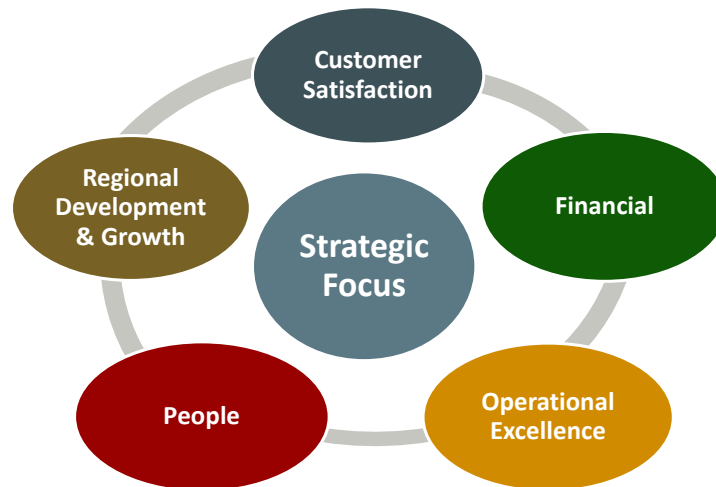 Customer
Satisfaction
Financial
Operational
Excellence
People
Regional
Development
& Growth
Strategic
Focus